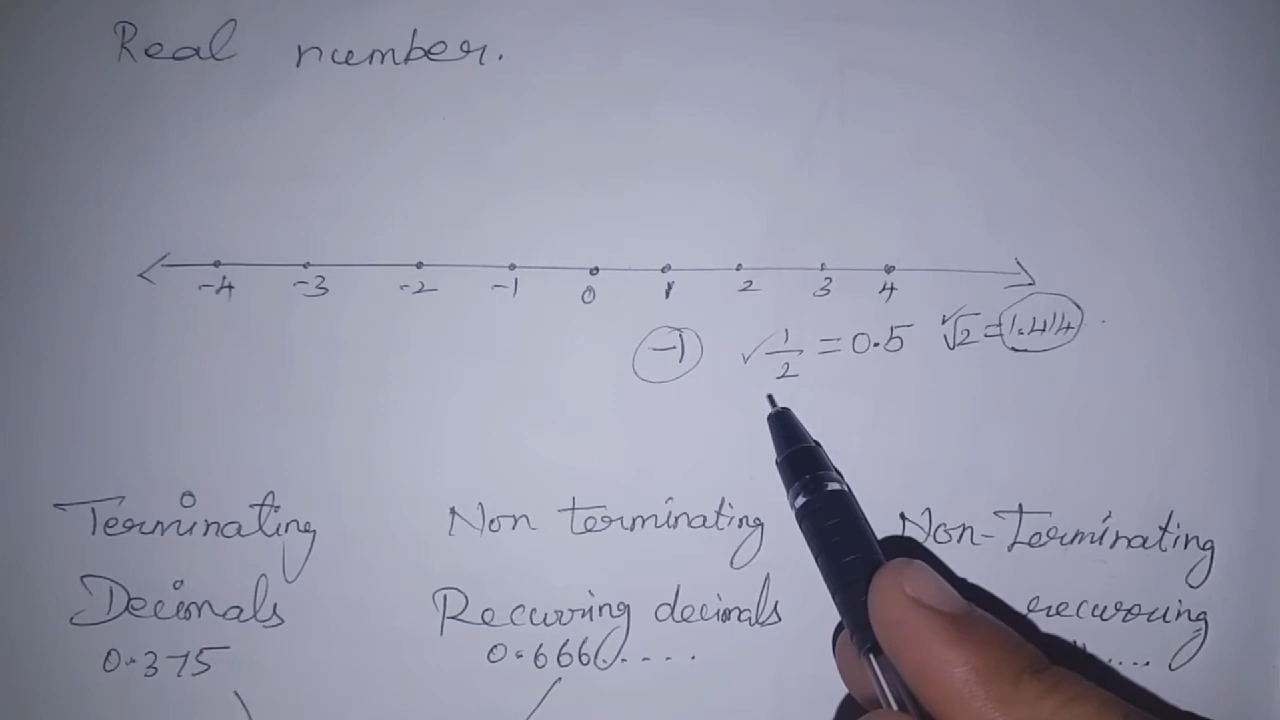 Real number.
-4 -3 -2 -1 0 1 2 3 4
-1 ✓ 1/2 = 0.5 √2 = 1.414
Terminating Non terminating Non-Terminating
Decimals Recurring decimals recurring
0.375 0.666....